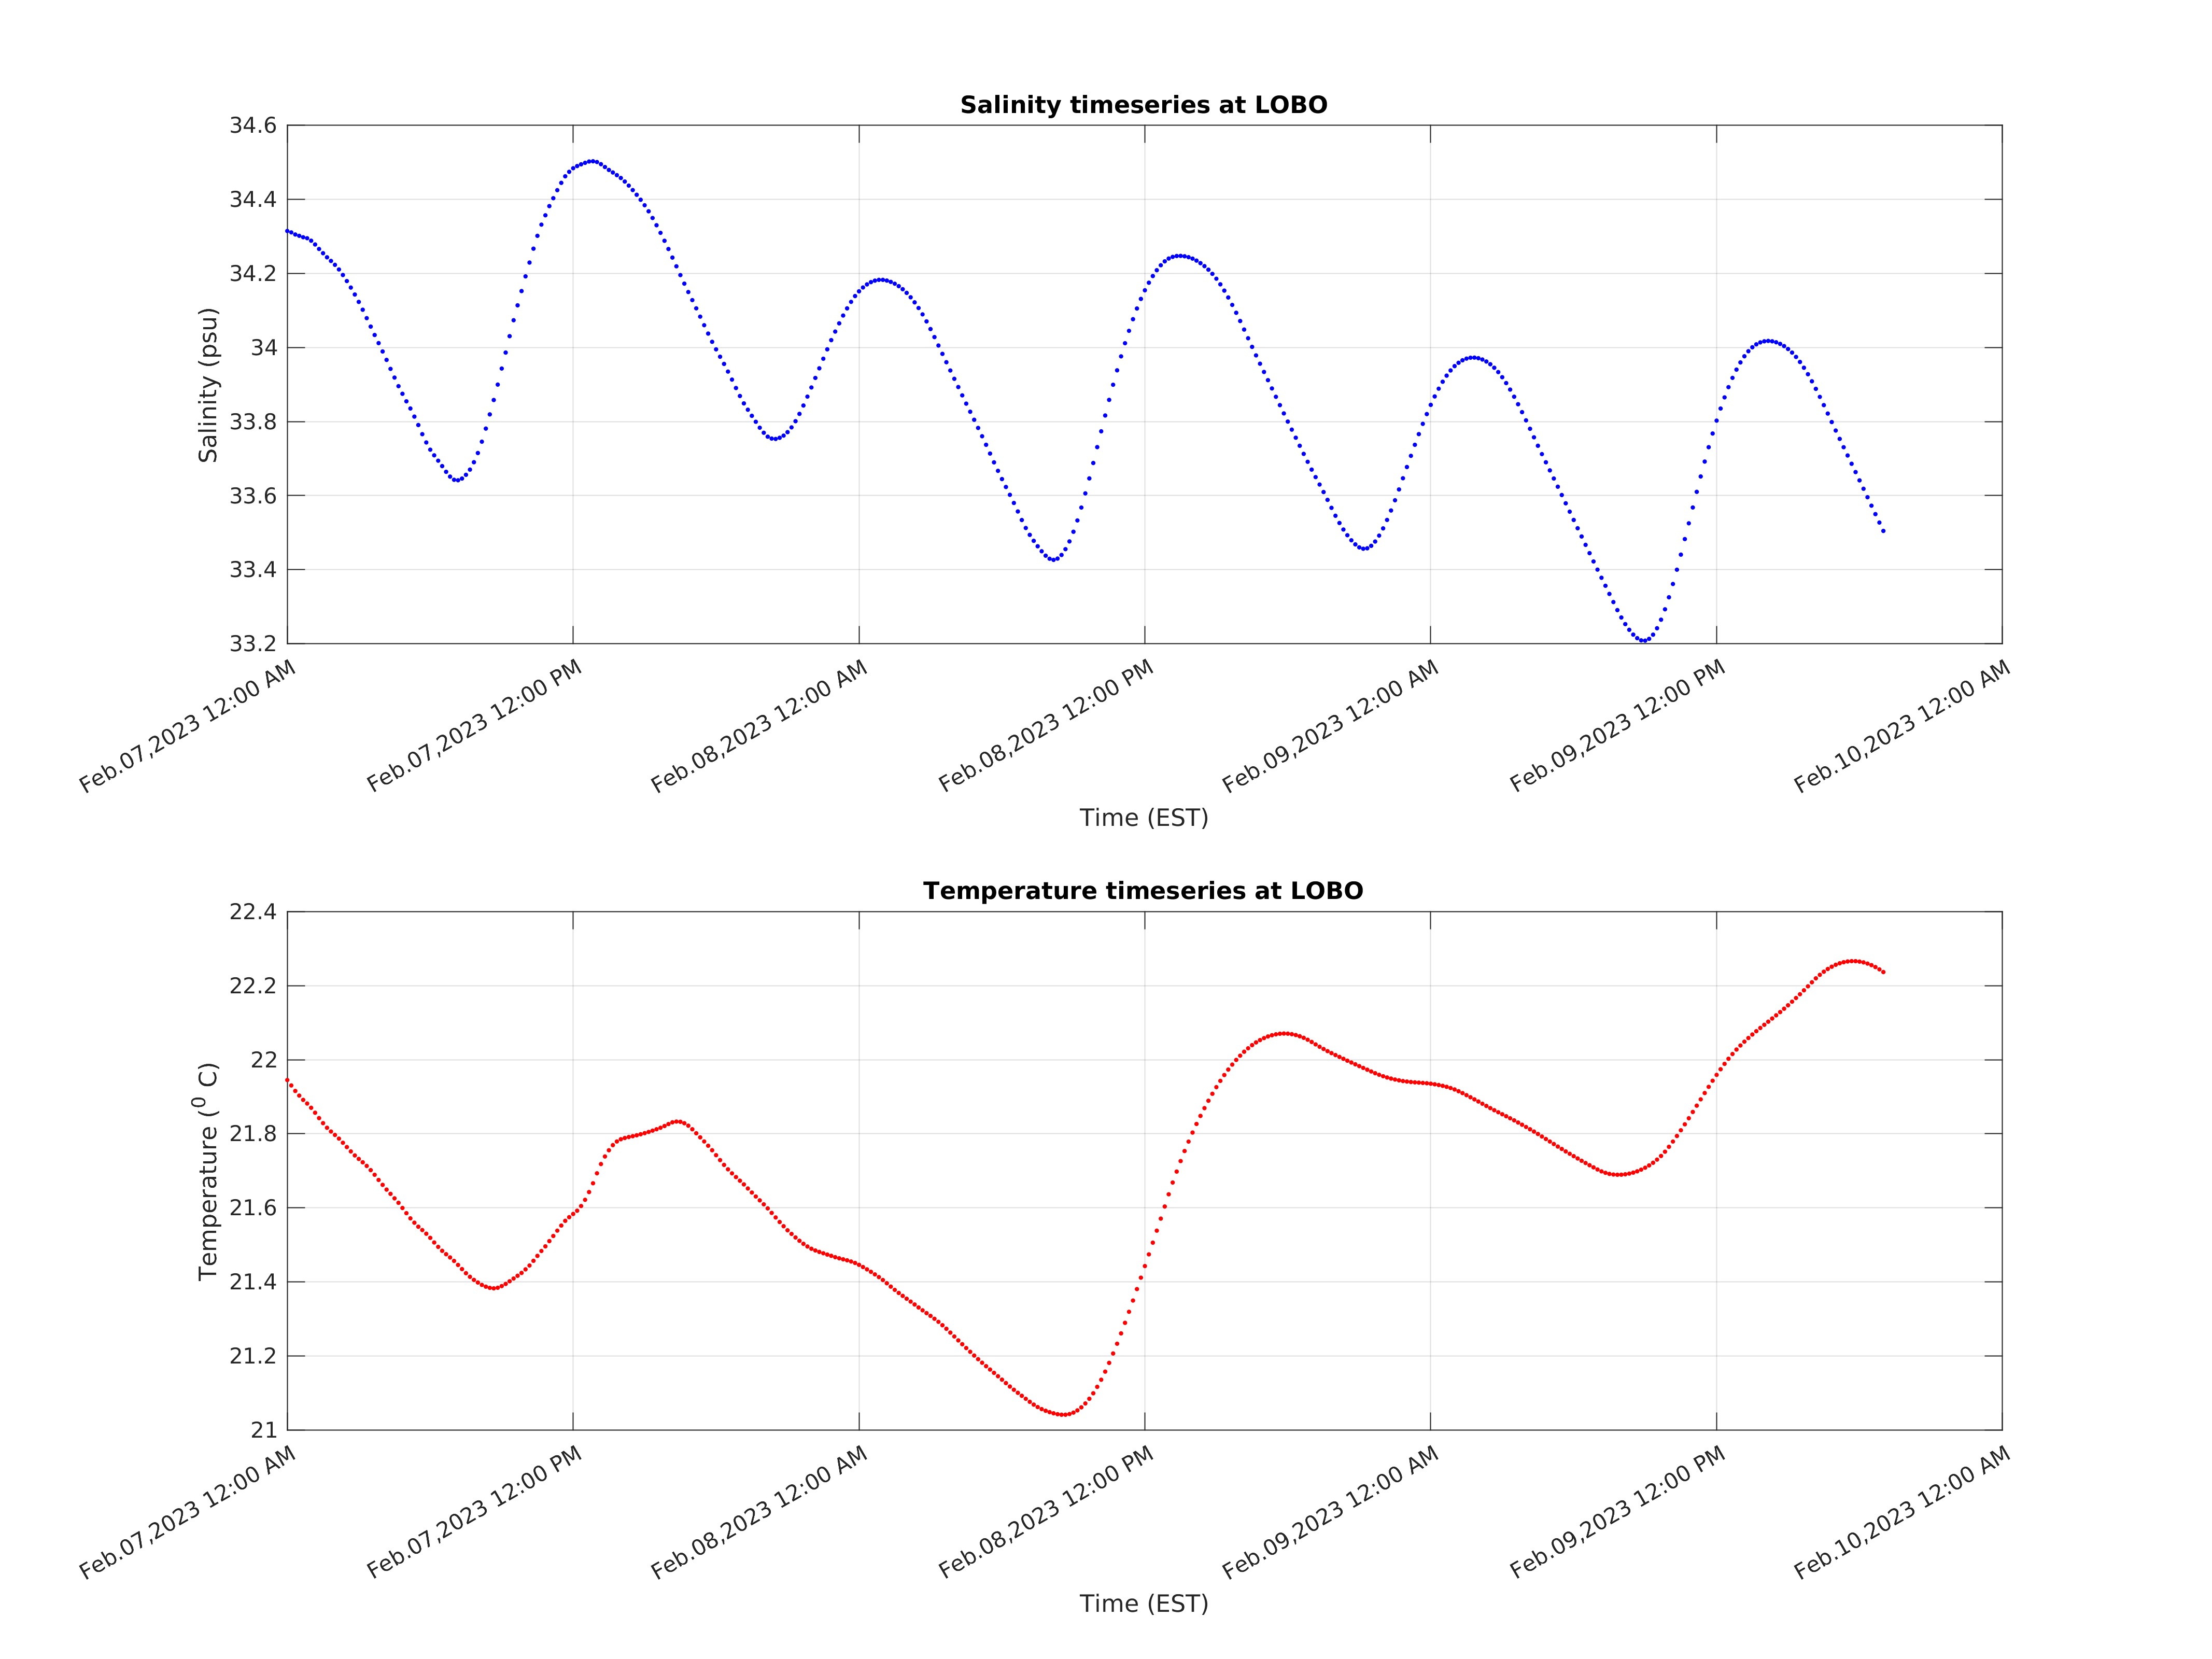 Salinity timeseries at LOBO
34.6
34.4
34.2
34
33.8
33.6
33.4
33.2
Salinity (psu)
Feb.07,2023 12:00 AM
Feb.07,2023 12:00 PM
Feb.08,2023 12:00 AM
Feb.08,2023 12:00 PM
Feb.09,2023 12:00 AM
Feb.09,2023 12:00 PM
Feb.10,2023 12:00 AM
Time (EST)
Temperature timeseries at LOBO
22.4
22.2
22
21.8
21.6
21.4
21.2
21
Temperature (⁰ C)
Feb.07,2023 12:00 AM
Feb.07,2023 12:00 PM
Feb.08,2023 12:00 AM
Feb.08,2023 12:00 PM
Feb.09,2023 12:00 AM
Feb.09,2023 12:00 PM
Feb.10,2023 12:00 AM
Time (EST)